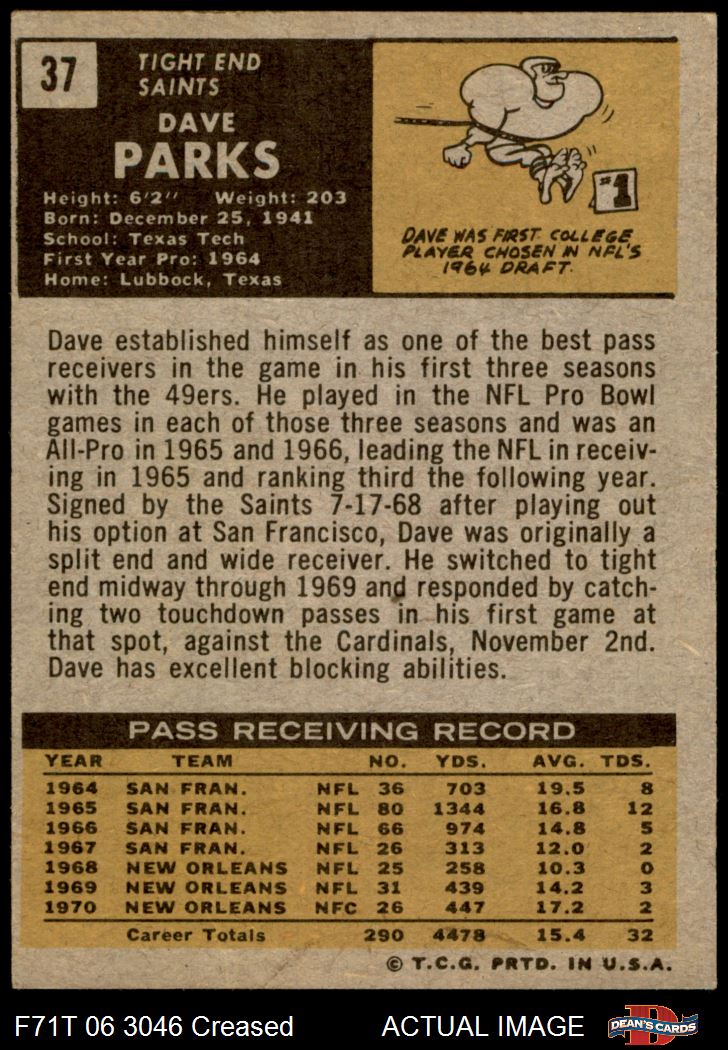 37
TIGHT END
SAINTS
DAVE
PARKS
Height: 6'2" Weight: 203
Born: December 25, 1941
School: Texas Tech
First Year Pro: 1964
Home: Lubbock, Texas
#1
DAVE WAS FIRST COLLEGE
PLAYER CHOSEN IN NFL'S
1964 DRAFT.
Dave established himself as one of the best pass
receivers in the game in his first three seasons
with the 49ers. He played in the NFL Pro Bowl
games in each of those three seasons and was an
All-Pro in 1965 and 1966, leading the NFL in receiv-
ing in 1965 and ranking third the following year.
Signed by the Saints 7-17-68 after playing out
his option at San Francisco, Dave was originally a
split end and wide receiver. He switched to tight
end midway through 1969 and responded by catch-
ing two touchdown passes in his first game at
that spot, against the Cardinals, November 2nd.
Dave has excellent blocking abilities.
PASS RECEIVING RECORD
YEAR TEAM NO. YDS. AVG. TDS.
1964 SAN FRAN. NFL 36 703 19.5 8
1965 SAN FRAN. NFL 80 1344 16.8 12
1966 SAN FRAN. NFL 66 974 14.8 5
1967 SAN FRAN. NFL 26 313 12.0 2
1968 NEW ORLEANS NFL 25 258 10.3 0
1969 NEW ORLEANS NFL 31 439 14.2 3
1970 NEW ORLEANS NFC 26 447 17.2 2
Career Totals 290 4478 15.4 32
© T.C.G. PRTD. IN U.S.A.
F71T 06 3046 Creased ACTUAL IMAGE
DEAN'S CARDS